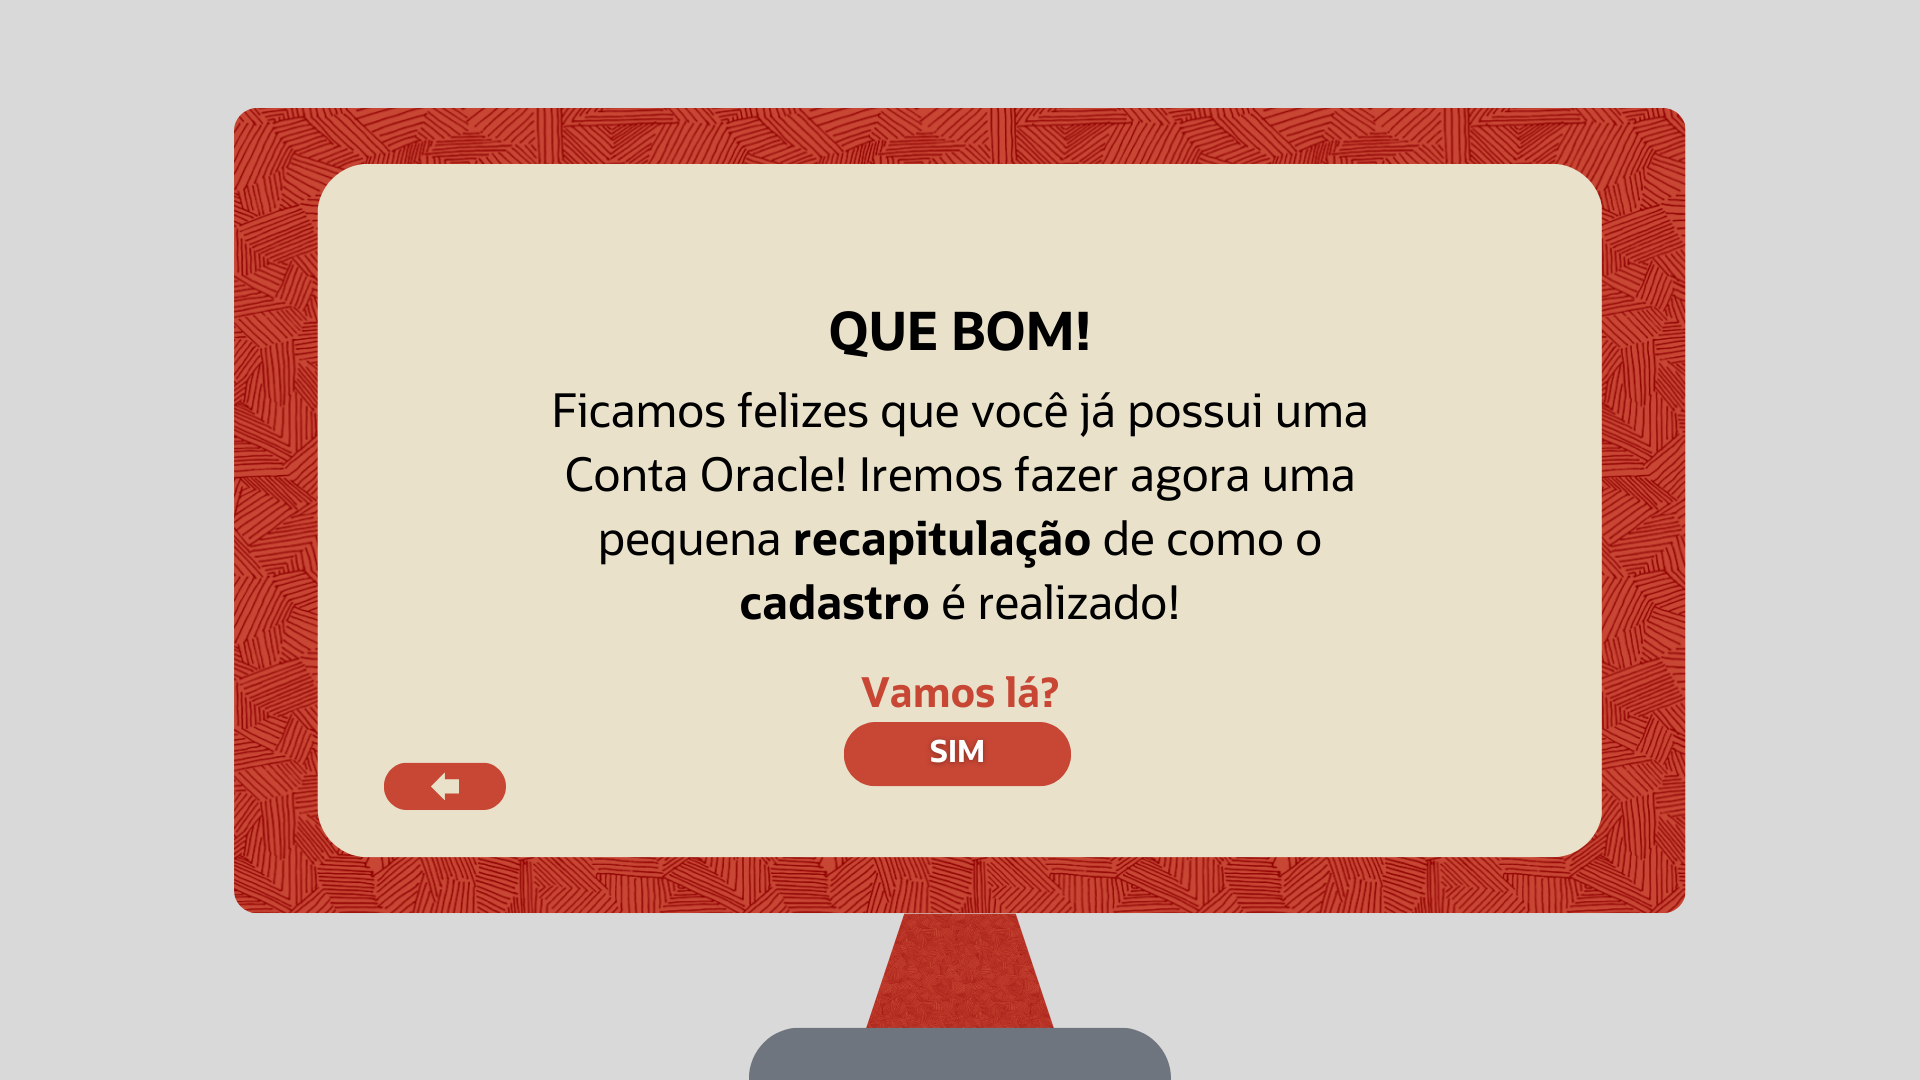 QUE BOM!
Ficamos felizes que você já possui uma
Conta Oracle! Iremos fazer agora uma
pequena recapitulação de como o
cadastro é realizado!
Vamos lá?
SIM